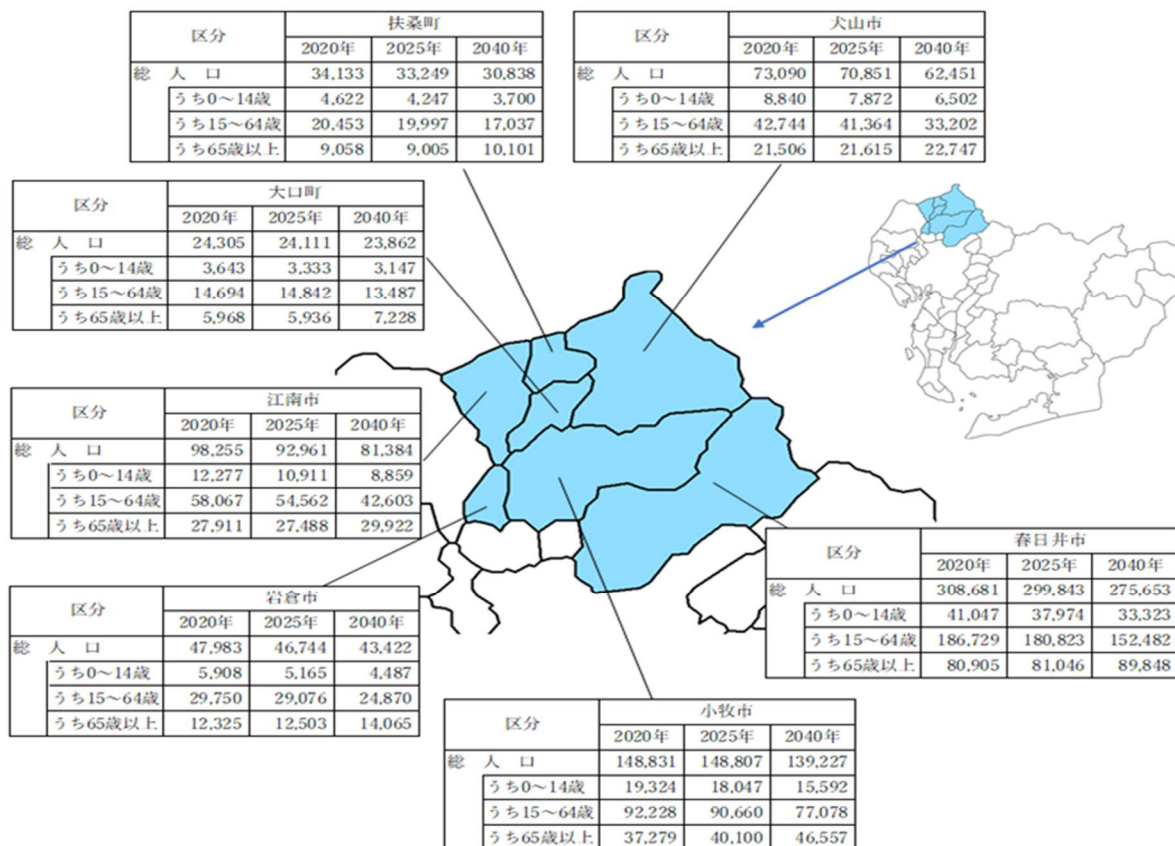 区分 扶桑町
2020年 2025年 2040年
総 人 口 34,133 33,249 30,838
うち0～14歳 4,622 4,247 3,700
うち15～64歳 20,453 19,997 17,037
うち65歳以上 9,058 9,005 10,101
区分 犬山市
2020年 2025年 2040年
総 人 口 73,090 70,851 62,451
うち0～14歳 8,840 7,872 6,502
うち15～64歳 42,744 41,364 33,202
うち65歳以上 21,506 21,615 22,747
区分 大口町
2020年 2025年 2040年
総 人 口 24,305 24,111 23,862
うち0～14歳 3,643 3,333 3,147
うち15～64歳 14,694 14,842 13,487
うち65歳以上 5,968 5,936 7,228
区分 江南市
2020年 2025年 2040年
総 人 口 98,255 92,961 81,384
うち0～14歳 12,277 10,911 8,859
うち15～64歳 58,067 54,562 42,603
うち65歳以上 27,911 27,488 29,922
区分 春日井市
2020年 2025年 2040年
総 人 口 308,681 299,843 275,653
うち0～14歳 41,047 37,974 33,323
うち15～64歳 186,729 180,823 152,482
うち65歳以上 80,905 81,046 89,848
区分 岩倉市
2020年 2025年 2040年
総 人 口 47,983 46,744 43,422
うち0～14歳 5,908 5,165 4,487
うち15～64歳 29,750 29,076 24,870
うち65歳以上 12,325 12,503 14,065
区分 小牧市
2020年 2025年 2040年
総 人 口 148,831 148,807 139,227
うち0～14歳 19,324 18,047 15,592
うち15～64歳 92,228 90,660 77,078
うち65歳以上 37,279 40,100 46,557